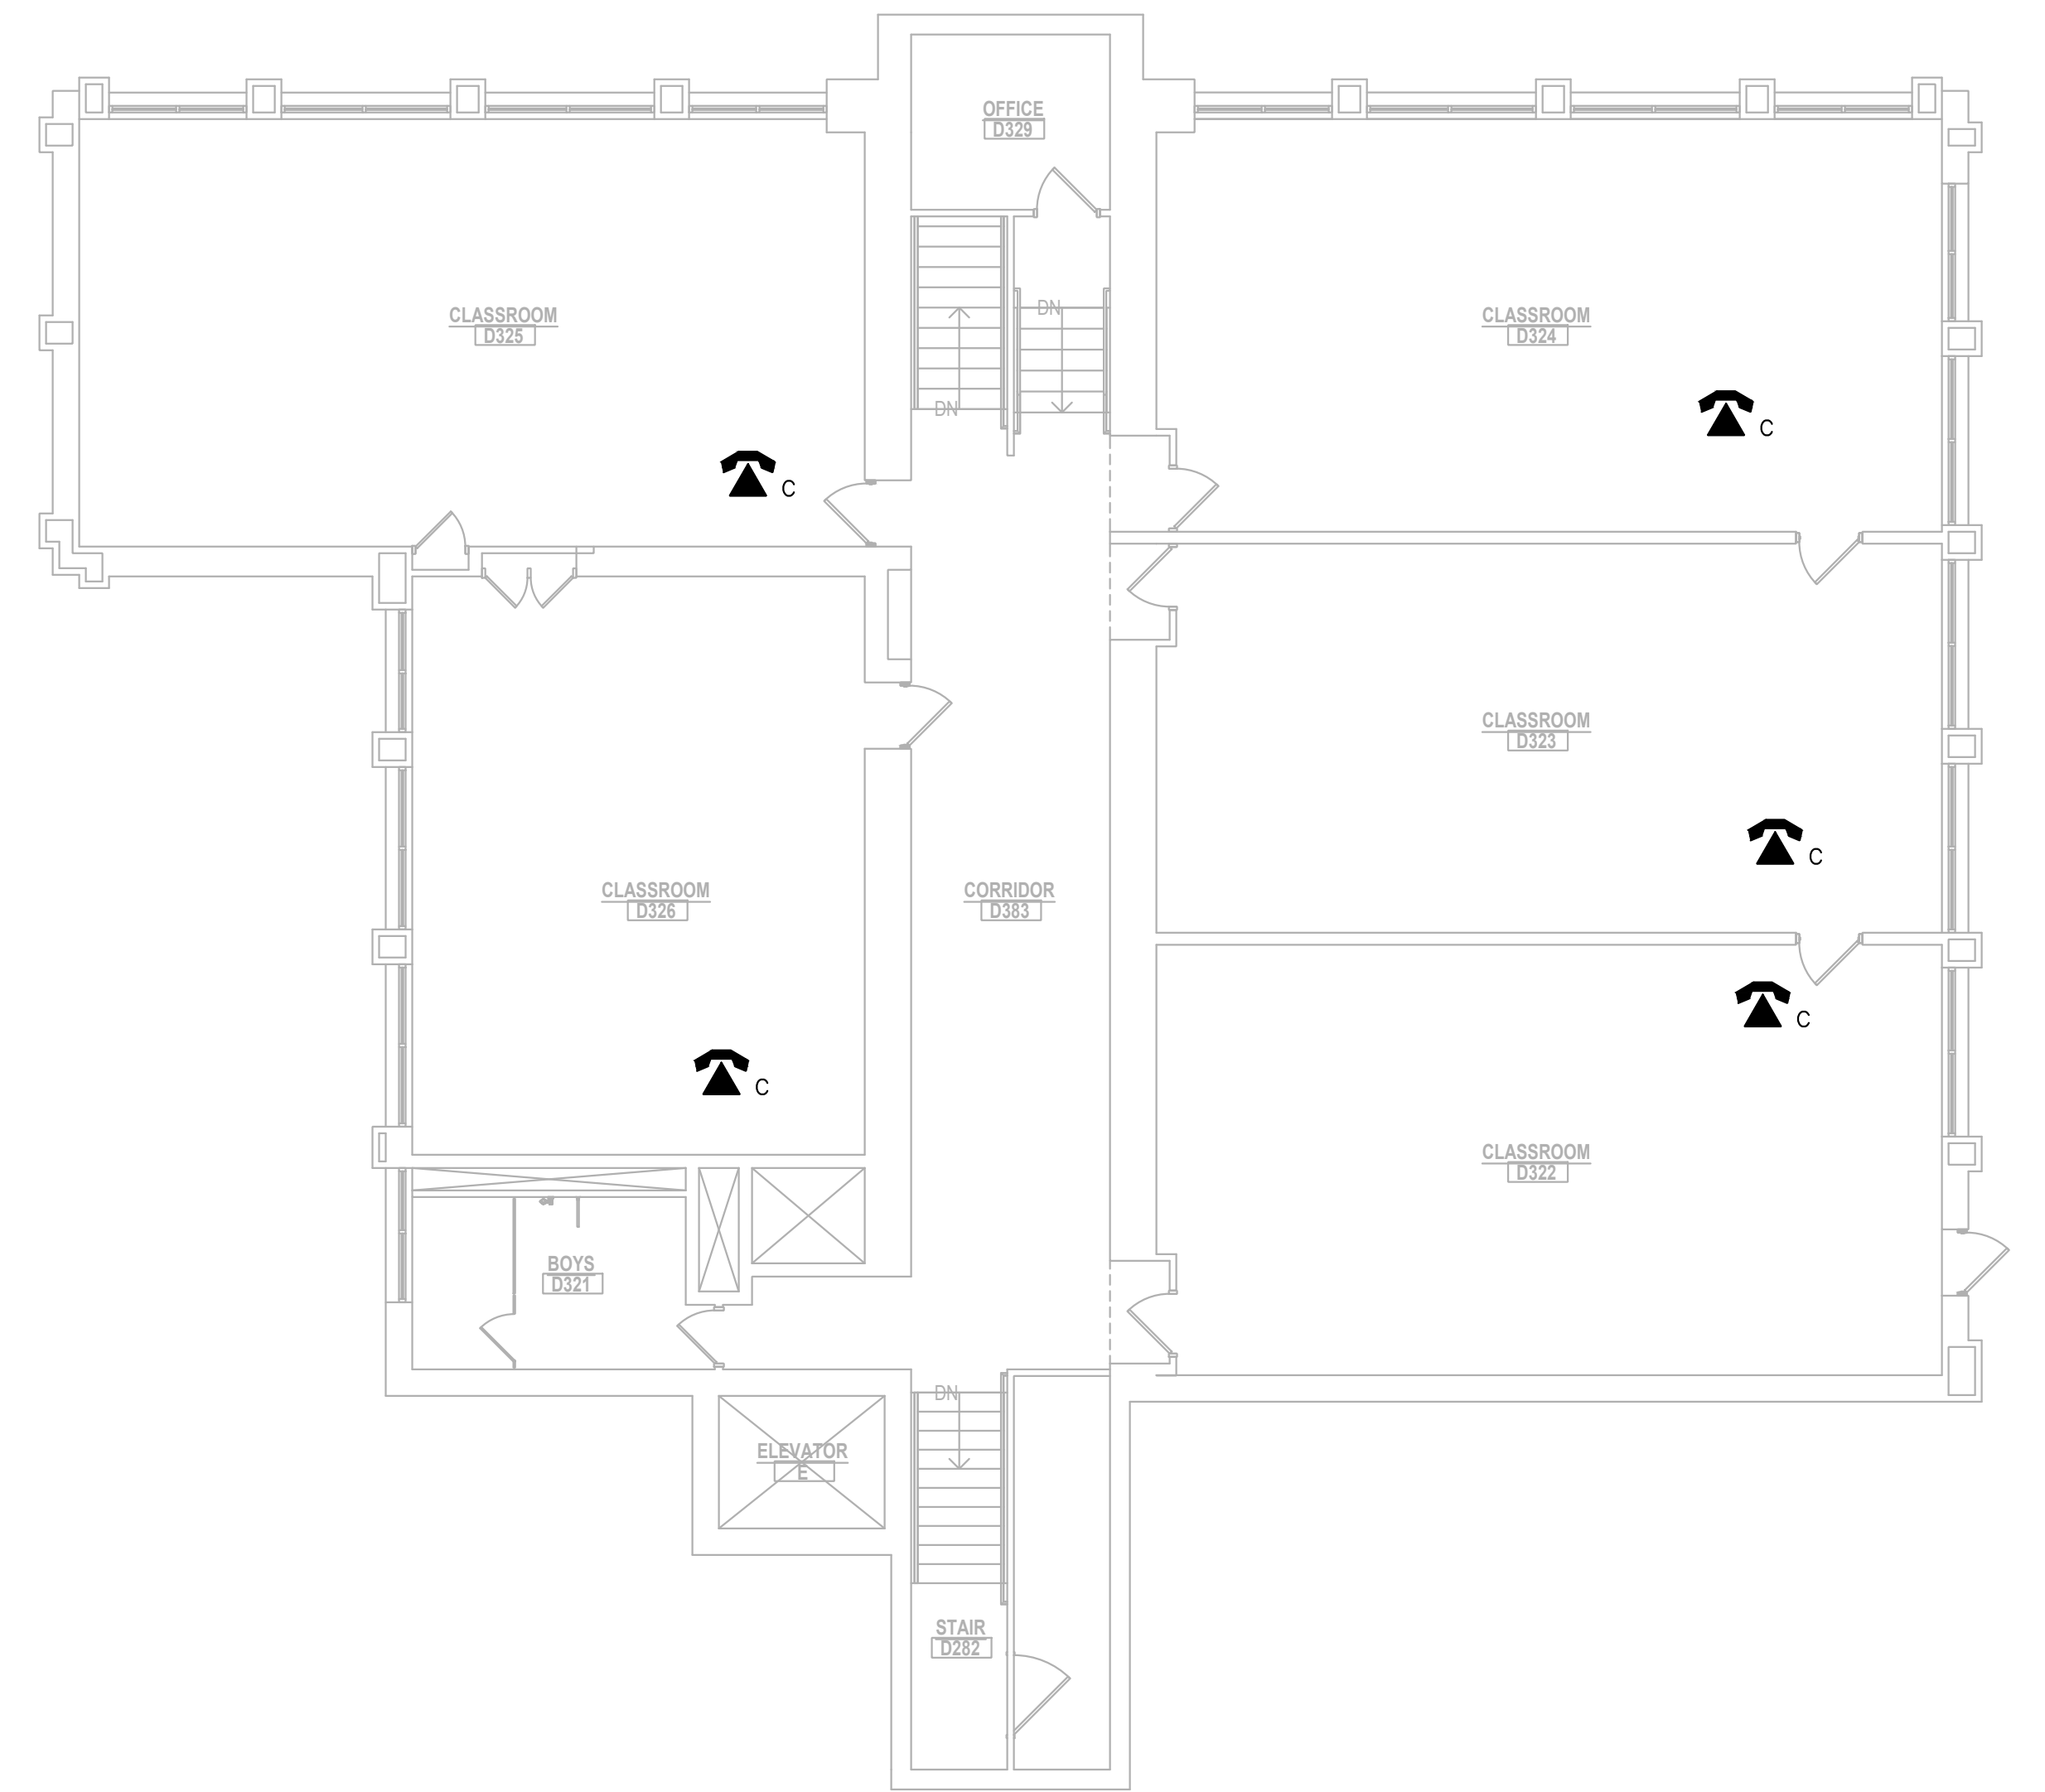 OFFICE
D329
CLASSROOM
D325
DN
DN
CLASSROOM
D324
C
C
CLASSROOM
D323
C
CLASSROOM
D326
CORRIDOR
D383
C
C
CLASSROOM
D322
BOYS
D321
DN
ELEVATOR
E
STAIR
D282